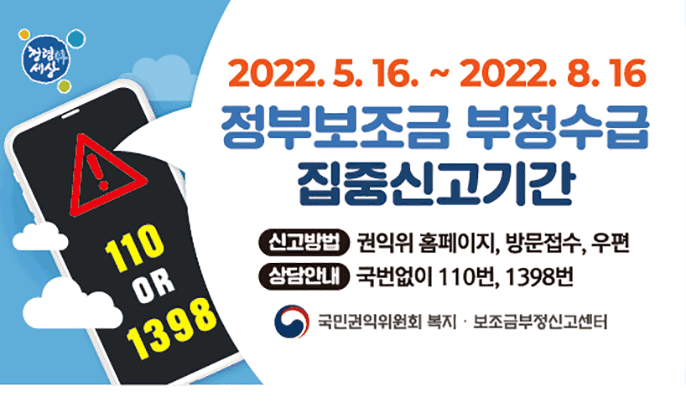 청렴韓
세상
2022. 5. 16. ~ 2022. 8. 16
정부보조금 부정수급
집중신고기간
신고방법 권익위 홈페이지, 방문접수, 우편
상담안내 국번없이 110번, 1398번
국민권익위원회 복지 · 보조금부정신고센터
110
OR
1398